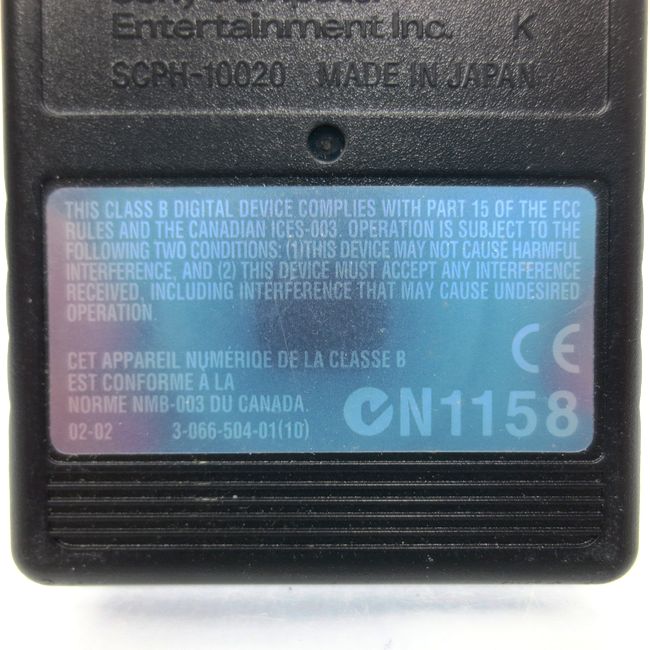 Sony Computer
Entertainment Inc. K
SCPH-10020 MADE IN JAPAN
THIS CLASS B DIGITAL DEVICE COMPLIES WITH PART 15 OF THE FCC
RULES AND THE CANADIAN ICES-003. OPERATION IS SUBJECT TO THE
FOLLOWING TWO CONDITIONS: (1)THIS DEVICE MAY NOT CAUSE HARMFUL
INTERFERENCE, AND (2) THIS DEVICE MUST ACCEPT ANY INTERFERENCE
RECEIVED, INCLUDING INTERFERENCE THAT MAY CAUSE UNDESIRED
OPERATION.
CET APPAREIL NUMÉRIQE DE LA CLASSE B
EST CONFORME À LA
NORME NMB-003 DU CANADA.
CE
N1158
02-02 3-066-504-01(10)